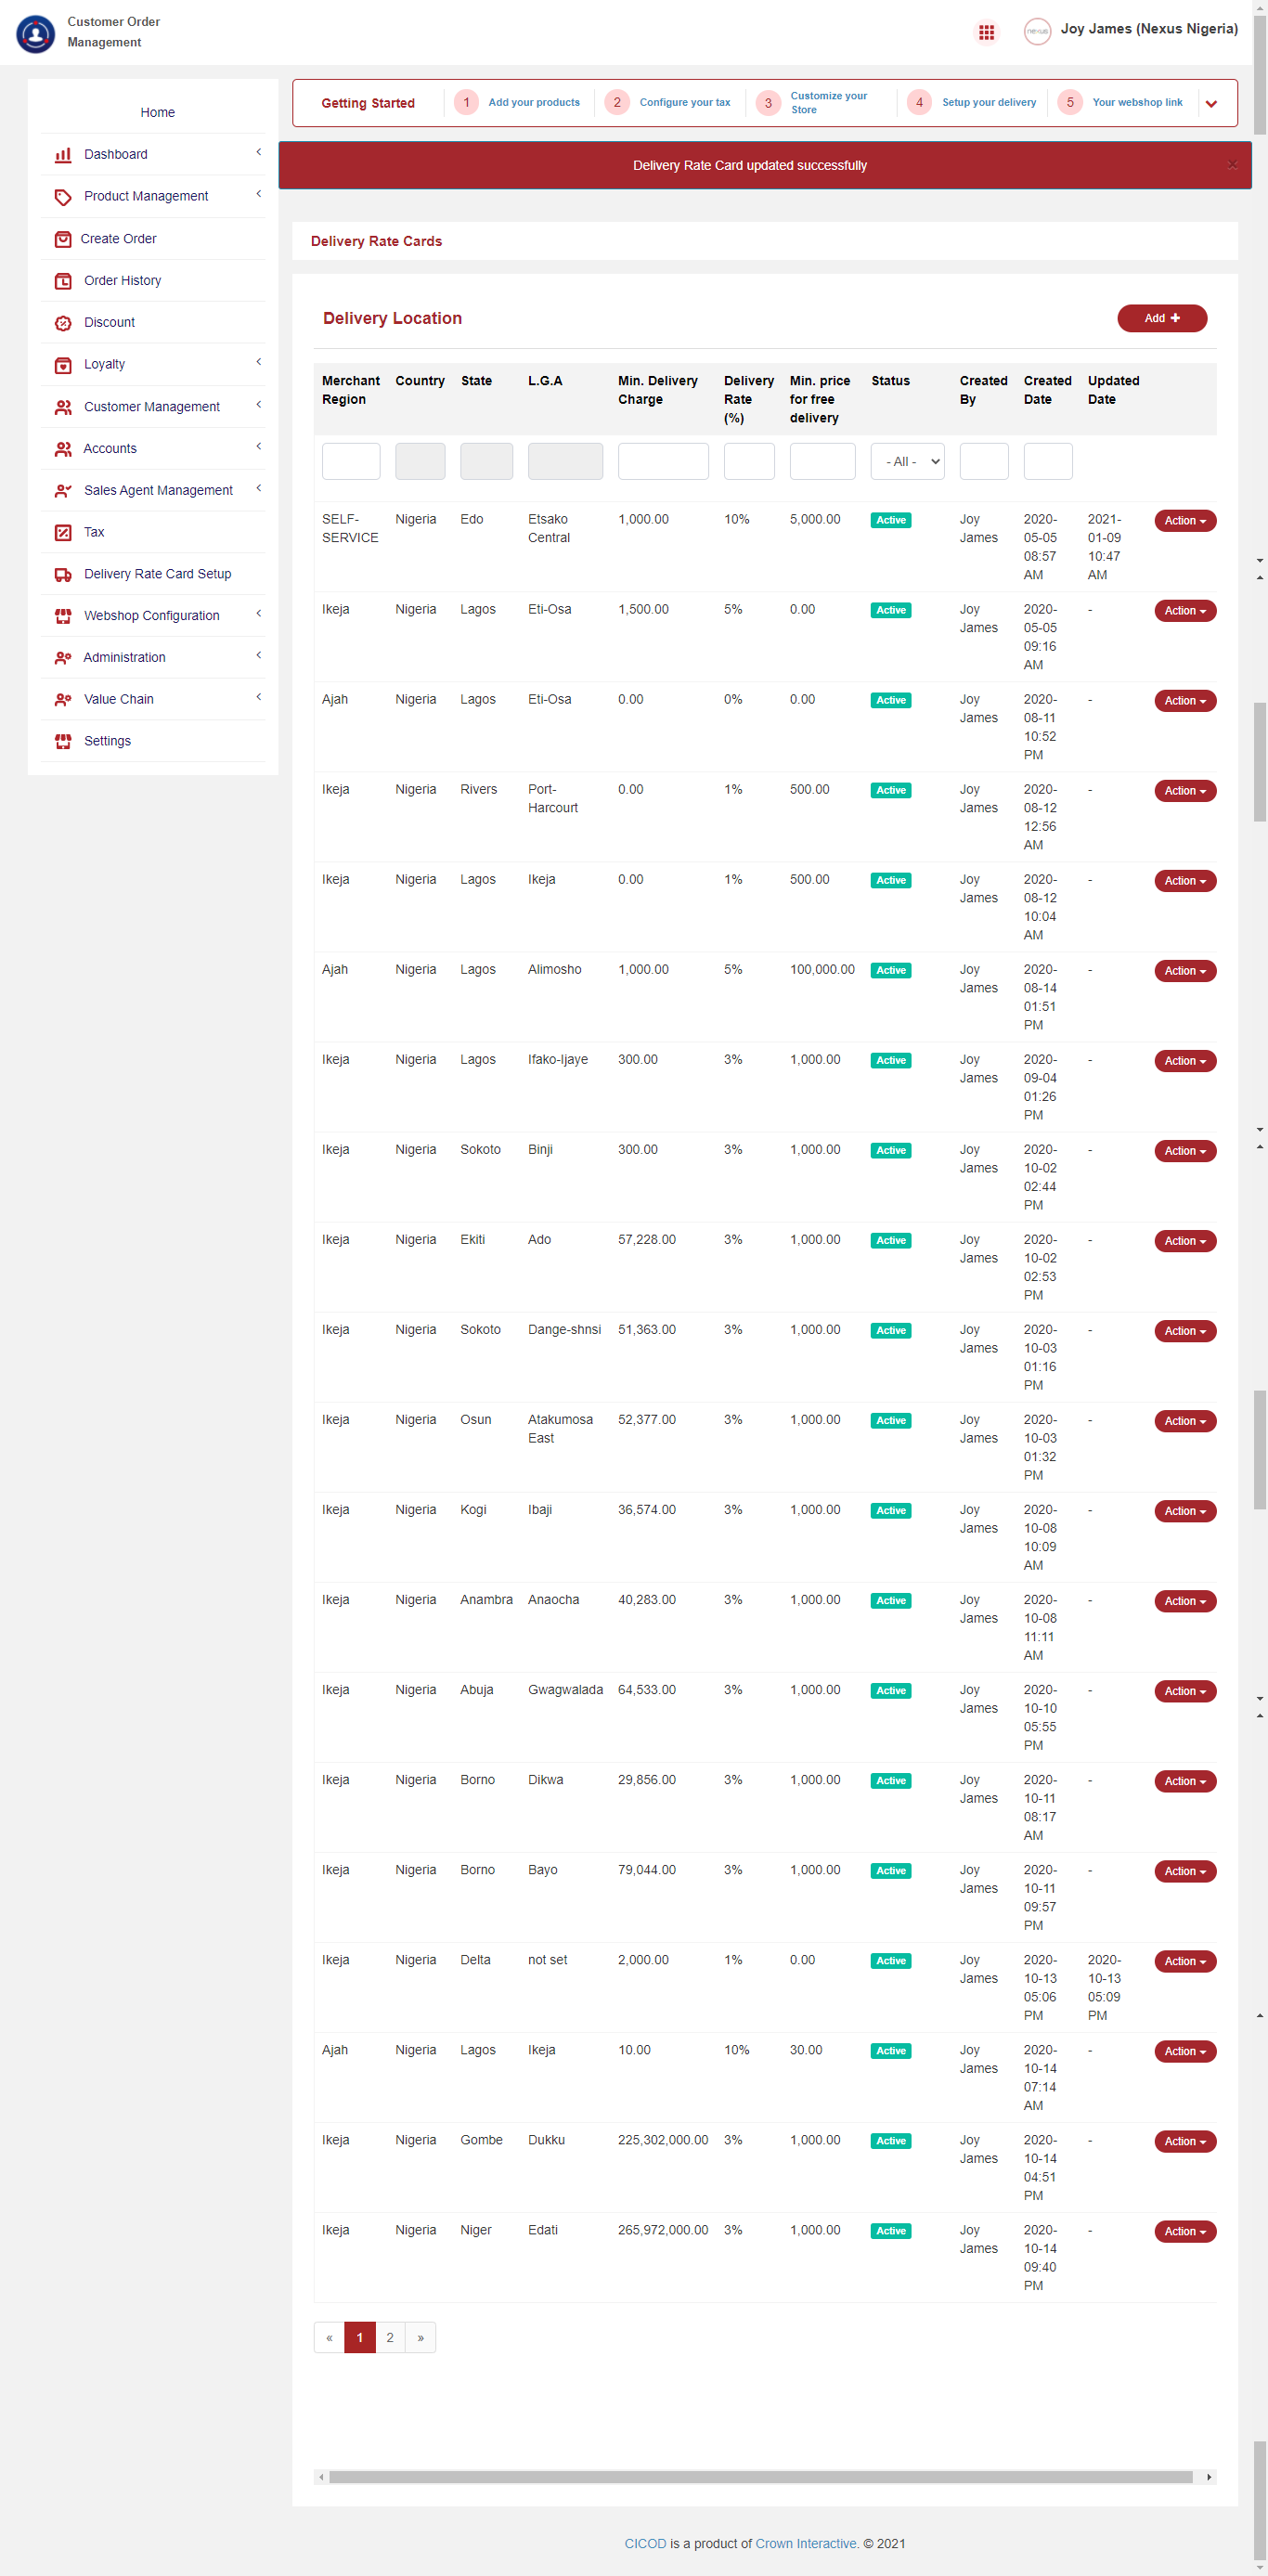 Customer Order
Management
nexus
Joy James (Nexus Nigeria)
Home
Dashboard
Product Management
Create Order
Order History
Discount
Loyalty
Customer Management
Accounts
Sales Agent Management
Tax
Delivery Rate Card Setup
Webshop Configuration
Administration
Value Chain
Settings
Getting Started
1 Add your products
2 Configure your tax
3 Customize your
Store
4 Setup your delivery
5 Your webshop link
Delivery Rate Card updated successfully ×
Delivery Rate Cards
Delivery Location
Add +
Merchant Country State L.G.A Min. Delivery Delivery Min. price Status Created Created Updated
Region Charge Rate for free By Date Date
(%) delivery
- All -
SELF- Nigeria Edo Etsako 1,000.00 10% 5,000.00 Active Joy 2020- 2021- Action
SERVICE Central James 05-05 01-09
08:57 10:47
AM AM
Ikeja Nigeria Lagos Eti-Osa 1,500.00 5% 0.00 Active Joy 2020- - Action
James 05-05
09:16
AM
Ajah Nigeria Lagos Eti-Osa 0.00 0% 0.00 Active Joy 2020- - Action
James 08-11
10:52
PM
Ikeja Nigeria Rivers Port- 0.00 1% 500.00 Active Joy 2020- - Action
Harcourt James 08-12
12:56
AM
Ikeja Nigeria Lagos Ikeja 0.00 1% 500.00 Active Joy 2020- - Action
James 08-12
10:04
AM
Ajah Nigeria Lagos Alimosho 1,000.00 5% 100,000.00 Active Joy 2020- - Action
James 08-14
01:51
PM
Ikeja Nigeria Lagos Ifako-Ijaye 300.00 3% 1,000.00 Active Joy 2020- - Action
James 09-04
01:26
PM
Ikeja Nigeria Sokoto Binji 300.00 3% 1,000.00 Active Joy 2020- - Action
James 10-02
02:44
PM
Ikeja Nigeria Ekiti Ado 57,228.00 3% 1,000.00 Active Joy 2020- - Action
James 10-02
02:53
PM
Ikeja Nigeria Sokoto Dange-shnsi 51,363.00 3% 1,000.00 Active Joy 2020- - Action
James 10-03
01:16
PM
Ikeja Nigeria Osun Atakumosa 52,377.00 3% 1,000.00 Active Joy 2020- - Action
East James 10-03
01:32
PM
Ikeja Nigeria Kogi Ibaji 36,574.00 3% 1,000.00 Active Joy 2020- - Action
James 10-08
10:09
AM
Ikeja Nigeria Anambra Anaocha 40,283.00 3% 1,000.00 Active Joy 2020- - Action
James 10-08
11:11
AM
Ikeja Nigeria Abuja Gwagwalada 64,533.00 3% 1,000.00 Active Joy 2020- - Action
James 10-10
05:55
PM
Ikeja Nigeria Borno Dikwa 29,856.00 3% 1,000.00 Active Joy 2020- - Action
James 10-11
08:17
AM
Ikeja Nigeria Borno Bayo 79,044.00 3% 1,000.00 Active Joy 2020- - Action
James 10-11
09:57
PM
Ikeja Nigeria Delta not set 2,000.00 1% 0.00 Active Joy 2020- 2020- Action
James 10-13 10-13
05:06 05:09
PM PM
Ajah Nigeria Lagos Ikeja 10.00 10% 30.00 Active Joy 2020- - Action
James 10-14
07:14
AM
Ikeja Nigeria Gombe Dukku 225,302,000.00 3% 1,000.00 Active Joy 2020- - Action
James 10-14
04:51
PM
Ikeja Nigeria Niger Edati 265,972,000.00 3% 1,000.00 Active Joy 2020- - Action
James 10-14
09:40
PM
« 1 2 »
CICOD is a product of Crown Interactive. © 2021